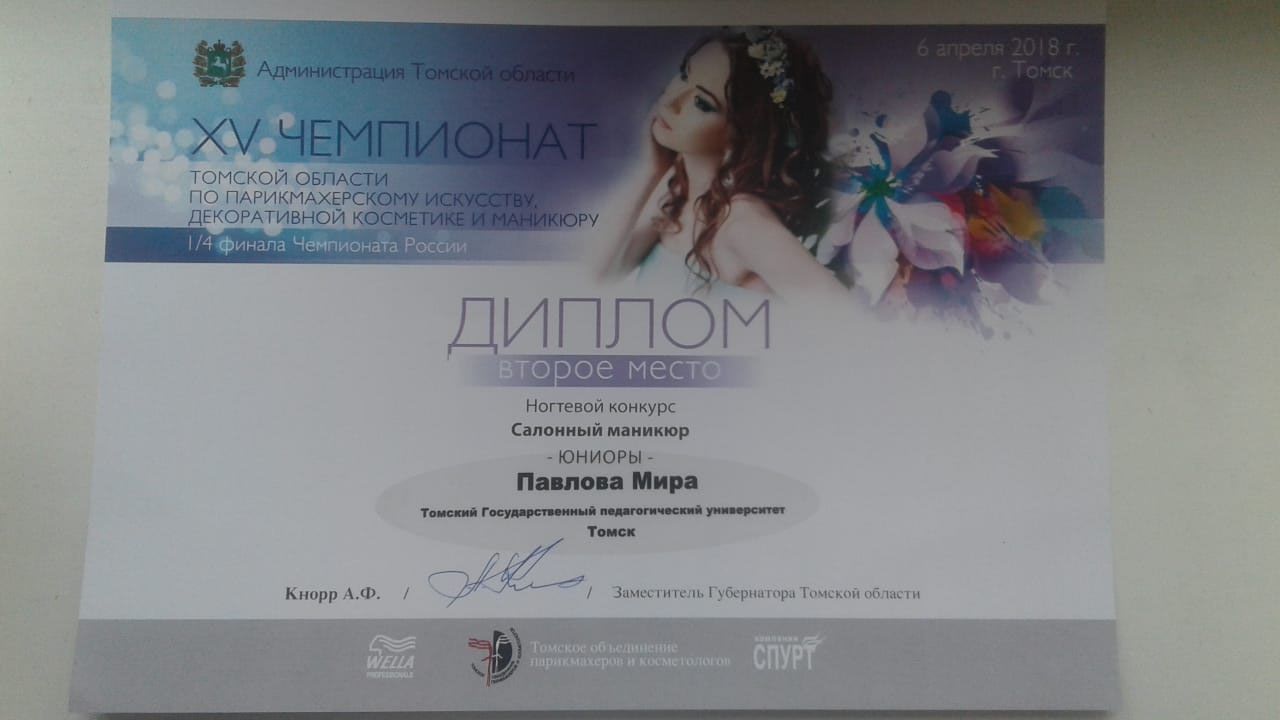 Администрация Томской области
6 апреля 2018 г.
г. Томск
XV ЧЕМПИОНАТ
ТОМСКОЙ ОБЛАСТИ
ПО ПАРИКМАХЕРСКОМУ ИСКУССТВУ,
ДЕКОРАТИВНОЙ КОСМЕТИКЕ И МАНИКЮРУ
1/4 финала Чемпионата России
ДИПЛОМ
второе место
Ногтевой конкурс
Салонный маникюр
- ЮНИОРЫ -
Павлова Мира
Томский Государственный педагогический университет
Томск
Кнорр А.Ф. / / Заместитель Губернатора Томской области
WELLA
PROFESSIONALS
Томское объединение
парикмахеров и косметологов
компания
СПУРТ